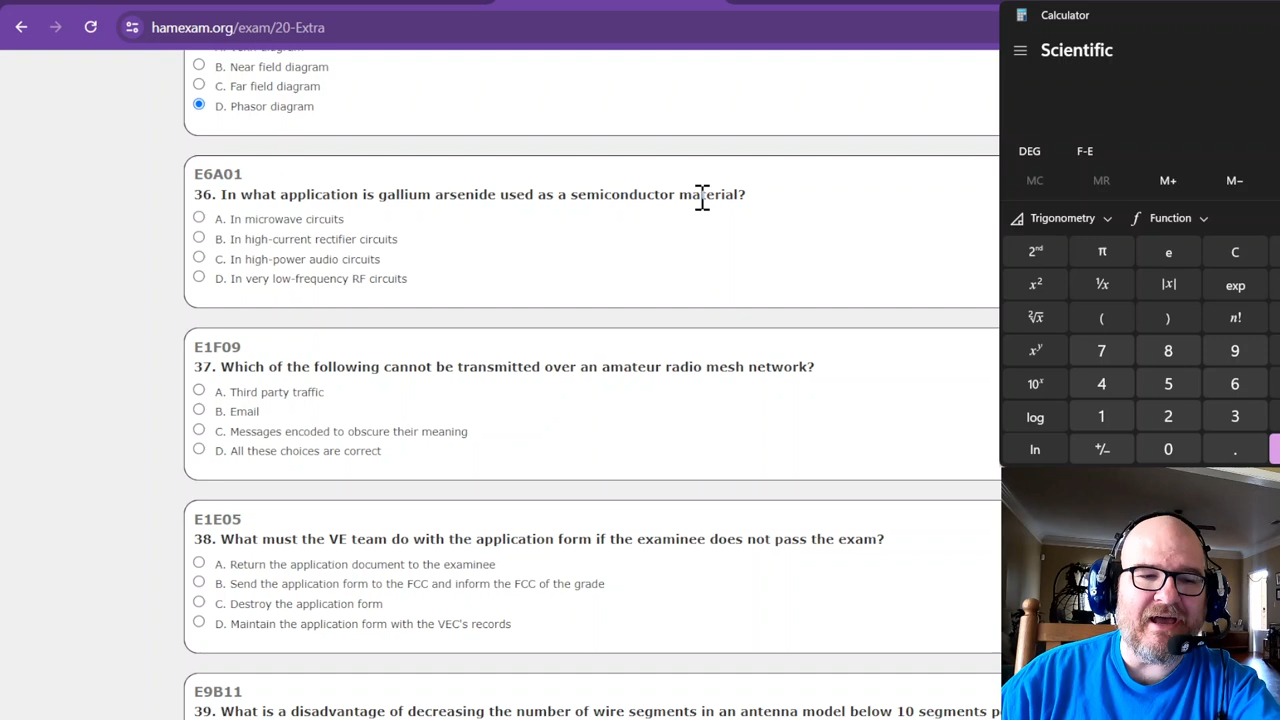 hamexam.org/exam/20-Extra
B. Near field diagram
C. Far field diagram
D. Phasor diagram
E6A01
36. In what application is gallium arsenide used as a semiconductor material?
A. In microwave circuits
B. In high-current rectifier circuits
C. In high-power audio circuits
D. In very low-frequency RF circuits
E1F09
37. Which of the following cannot be transmitted over an amateur radio mesh network?
A. Third party traffic
B. Email
C. Messages encoded to obscure their meaning
D. All these choices are correct
E1E05
38. What must the VE team do with the application form if the examinee does not pass the exam?
A. Return the application document to the examinee
B. Send the application form to the FCC and inform the FCC of the grade
C. Destroy the application form
D. Maintain the application form with the VEC's records
E9B11
39. What is a disadvantage of decreasing the number of wire segments in an antenna model below 10 segments
Calculator
Scientific
DEG F-E
MC MR M+ M−
Trigonometry f Function
2nd π e C
x² ¹/x |x| exp
²√x ( ) n!
xʸ 7 8 9
10ˣ 4 5 6
log 1 2 3
ln +/− 0 .